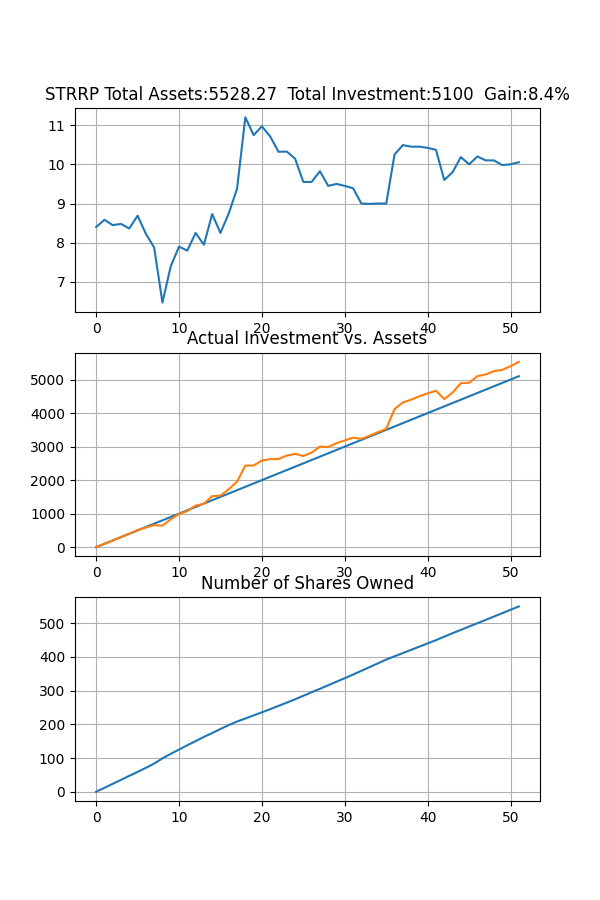 STRRP Total Assets:5528.27  Total Investment:5100  Gain:8.4%
11
10
9
8
7
0 10 20 30 40 50
Actual Investment vs. Assets
5000
4000
3000
2000
1000
0
0 10 20 30 40 50
Number of Shares Owned
500
400
300
200
100
0
0 10 20 30 40 50